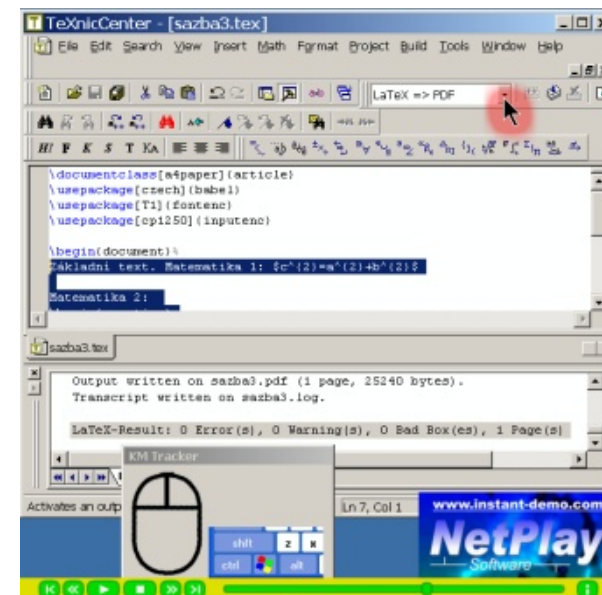 TeXnicCenter - [sazba3.tex]
File Edit Search View Insert Math Format Project Build Tools Window Help
LaTeX => PDF
\documentclass[a4paper]{article}
\usepackage[czech]{babel}
\usepackage[T1]{fontenc}
\usepackage[cp1250]{inputenc}
\begin{document}%
Základní text. Matematika 1: $c^{2}=a^{2}+b^{2}$
Matematika 2:
sazba3.tex
Output written on sazba3.pdf (1 page, 25240 bytes).
Transcript written on sazba3.log.
LaTeX-Result: 0 Error(s), 0 Warning(s), 0 Bad Box(es), 1 Page(s)
KM Tracker
Activates an outp
Ln 7, Col 1
www.instant-demo.com
NetPlay
Software
shift z x
ctrl alt